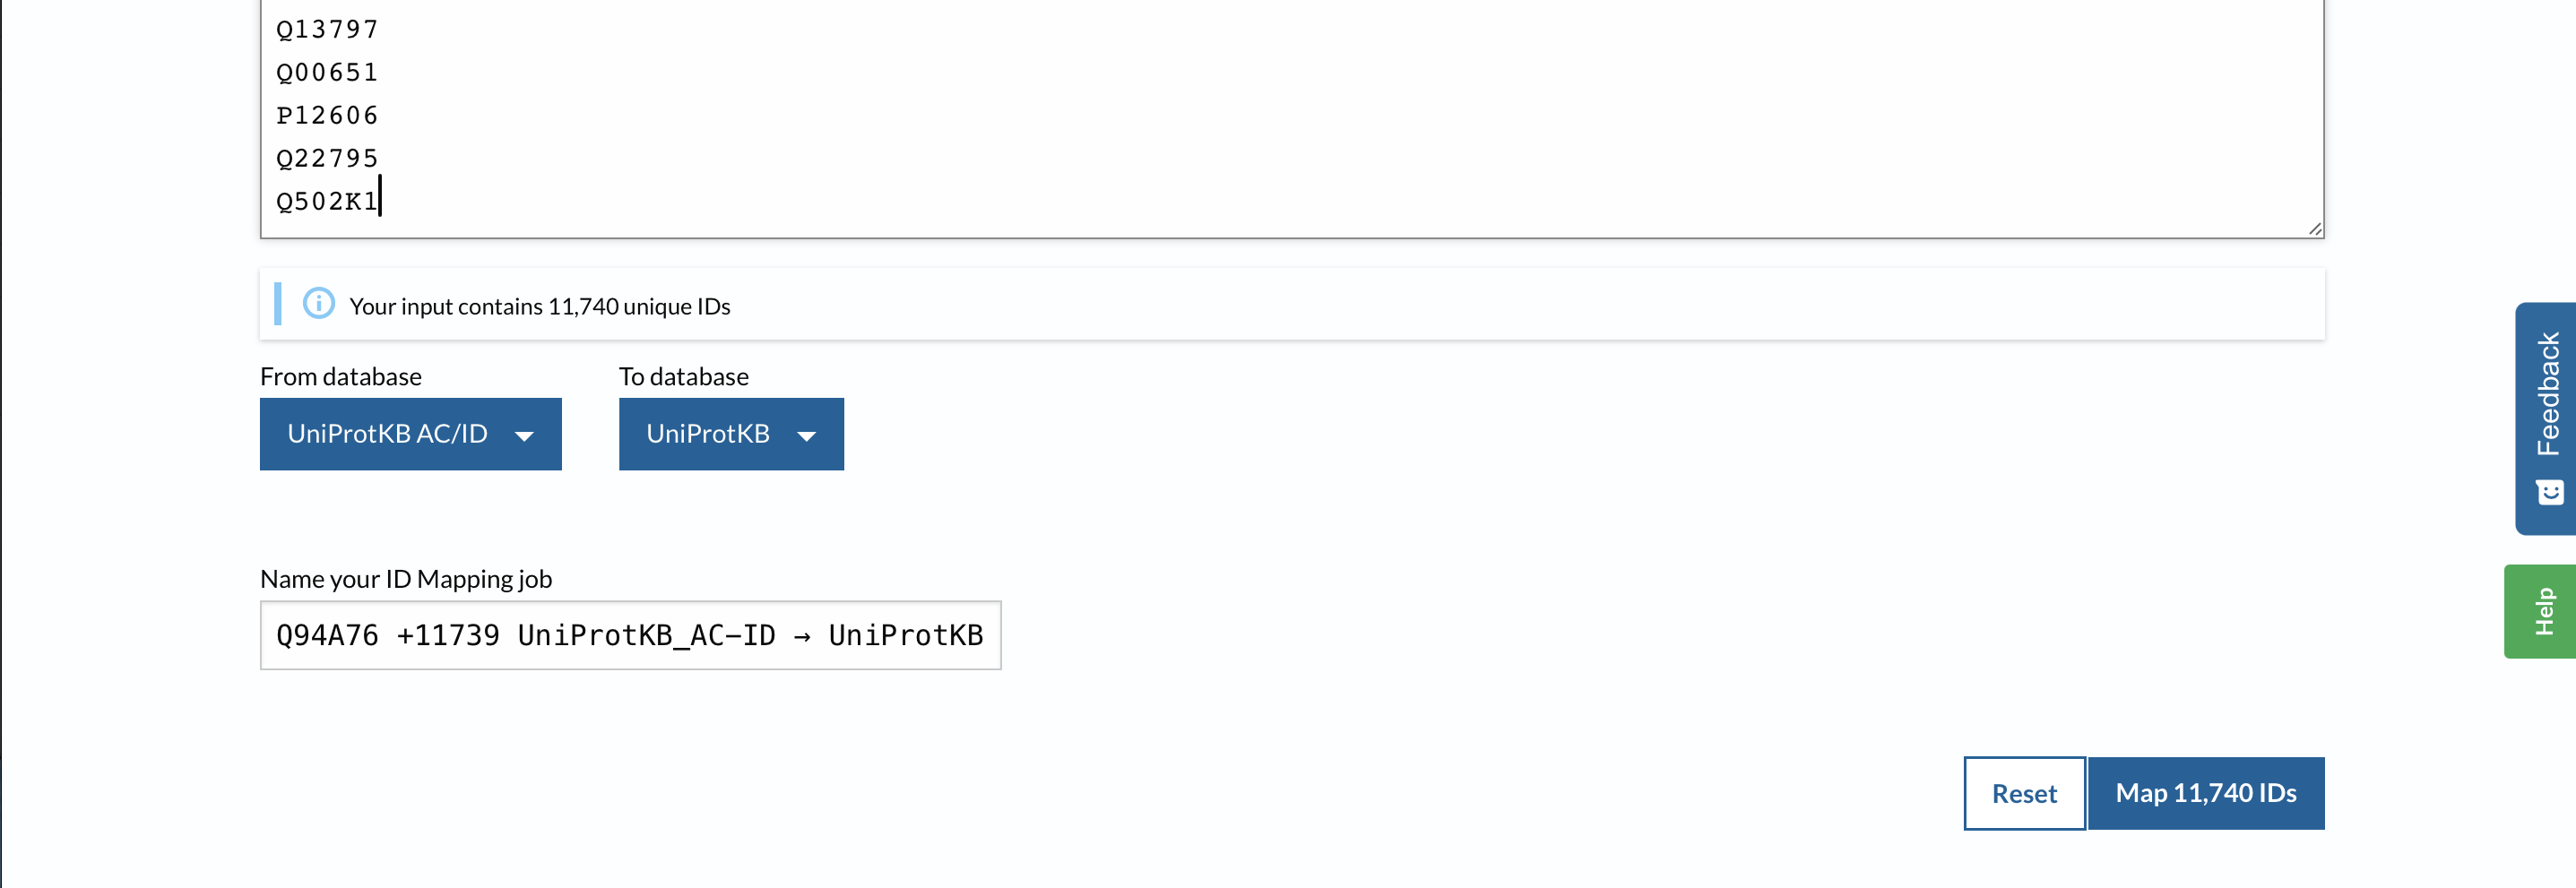 Q13797
Q00651
P12606
Q22795
Q502K1
Your input contains 11,740 unique IDs
From database
To database
UniProtKB AC/ID
UniProtKB
Name your ID Mapping job
Q94A76 +11739 UniProtKB_AC-ID → UniProtKB
Reset
Map 11,740 IDs
Feedback
Help